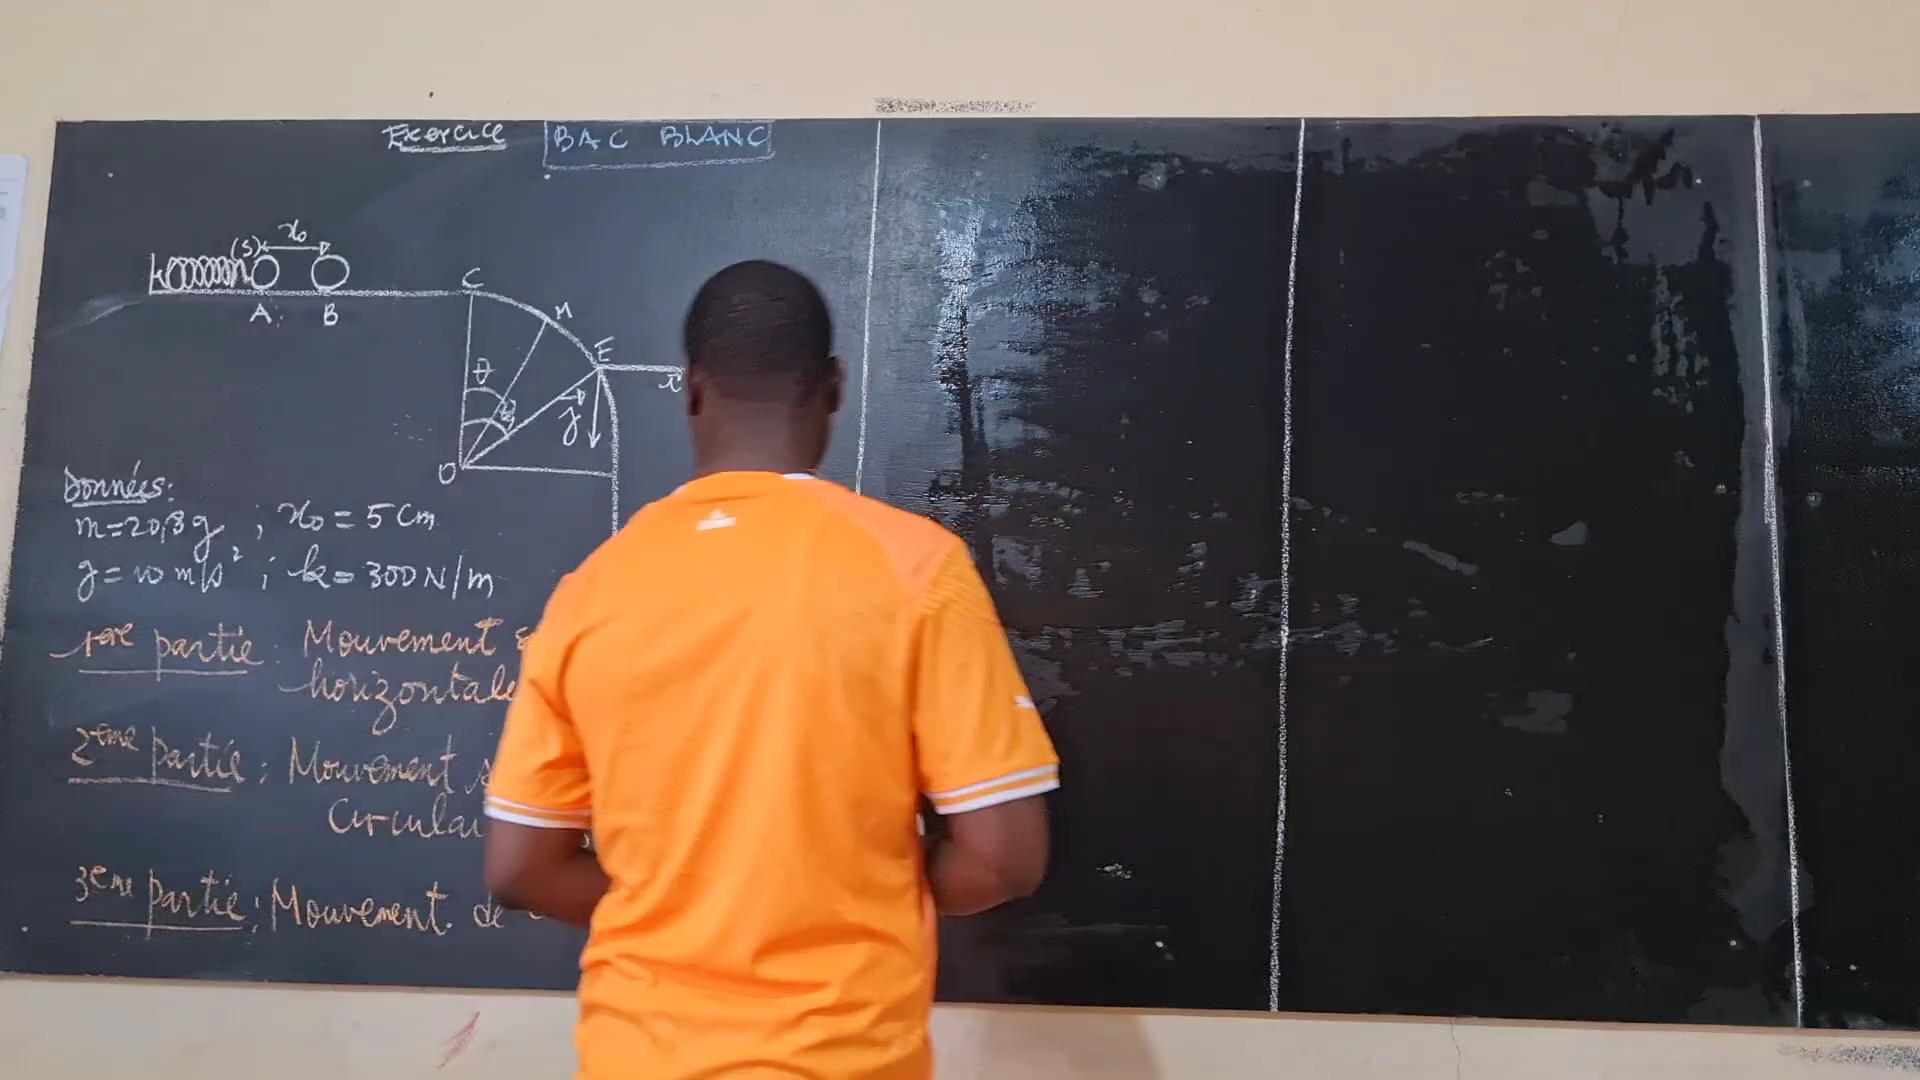 Exercice BAC BLANC
(S) x₀
A B C
M
E
θ
x
g
O
Données:
m=20,8g ; x₀ = 5 cm
g = 10 m/s² ; k = 300 N/m
1ère partie : Mouvement
horizontale
2ème partie : Mouvement
Circulai
3ème partie : Mouvement de